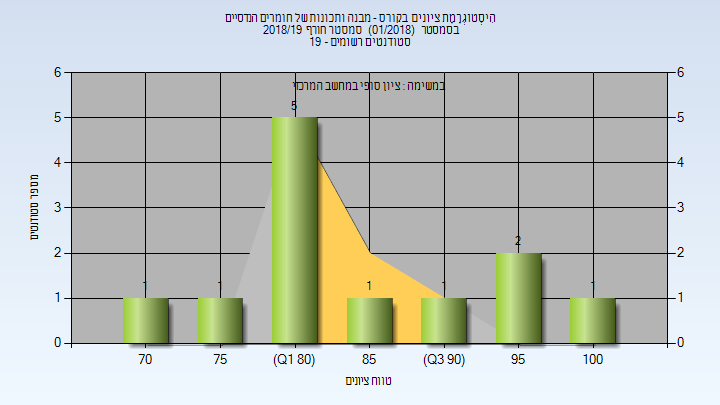 היסטוגרמת ציונים בקורס - מבנה ותכונות של חומרים הנדסיים
בסמסטר (01/2018) סמסטר חורף 2018/19
סטודנטים רשומים - 19
במשימה : ציון סופי במחשב המרכזי
מספר סטודנטים
6 6
5 5
4 4
3 3
2 2
1 1
0 0
1 1 5 1 1 2 1
70 75 (Q1 80) 85 (Q3 90) 95 100
טווח ציונים